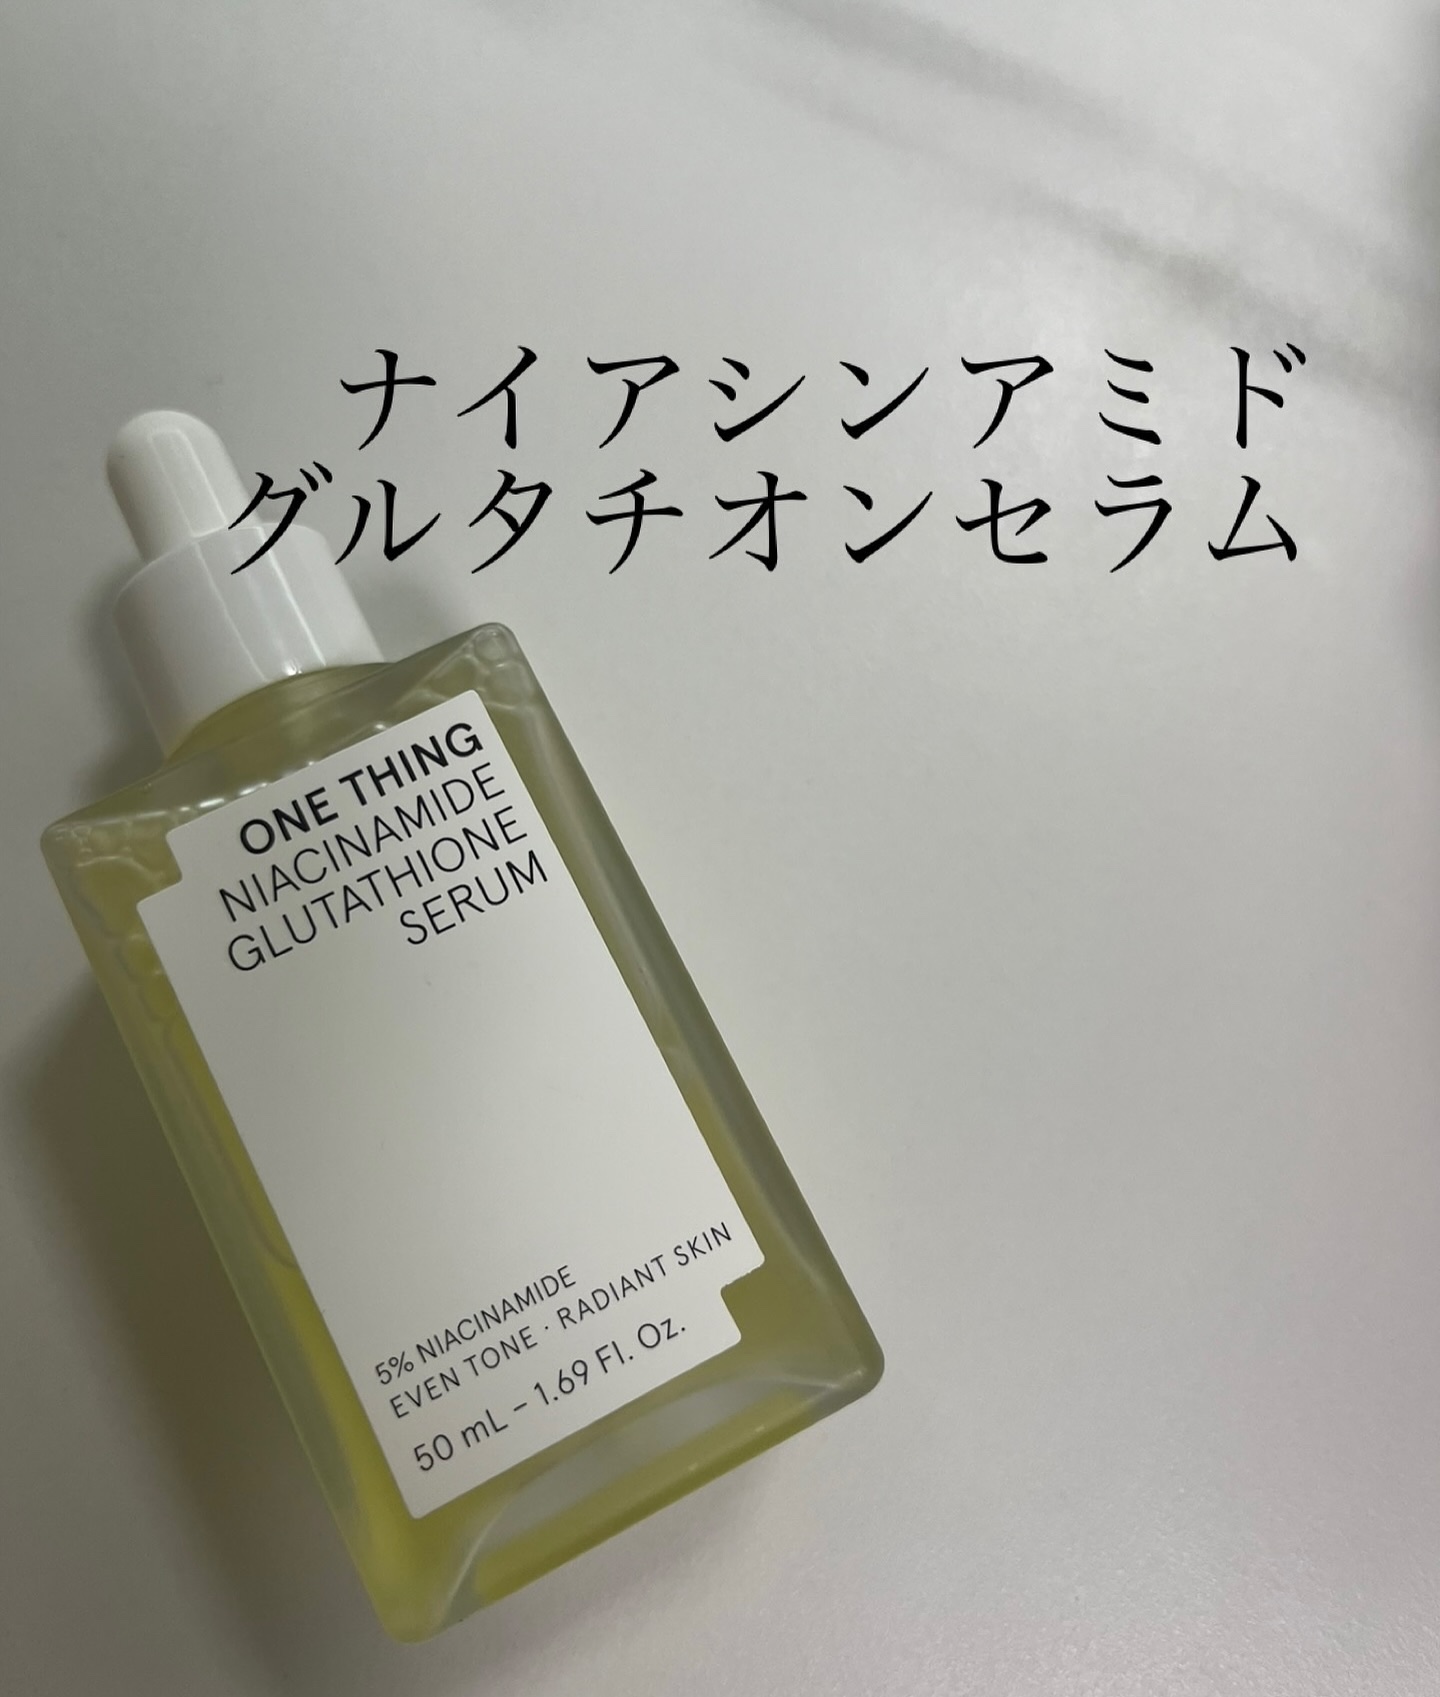 ナイアシンアミド
グルタチオンセラム
ONE THING
NIACINAMIDE
GLUTATHIONE
SERUM
5% NIACINAMIDE
EVEN TONE · RADIANT SKIN
50 mL – 1.69 Fl. Oz.